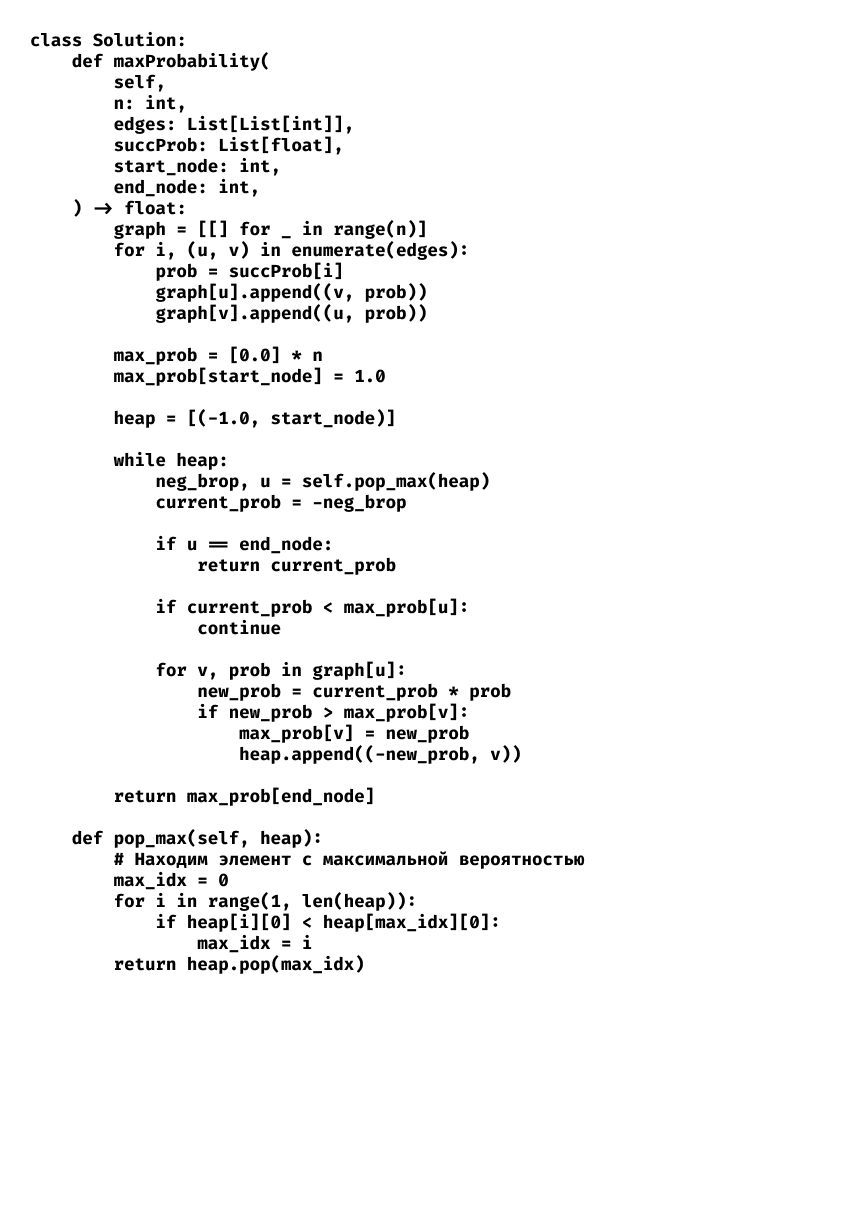 class Solution:
    def maxProbability(
        self,
        n: int,
        edges: List[List[int]],
        succProb: List[float],
        start_node: int,
        end_node: int,
    ) -> float:
        graph = [[] for _ in range(n)]
        for i, (u, v) in enumerate(edges):
            prob = succProb[i]
            graph[u].append((v, prob))
            graph[v].append((u, prob))

        max_prob = [0.0] * n
        max_prob[start_node] = 1.0

        heap = [(-1.0, start_node)]

        while heap:
            neg_brop, u = self.pop_max(heap)
            current_prob = -neg_brop

            if u == end_node:
                return current_prob

            if current_prob < max_prob[u]:
                continue

            for v, prob in graph[u]:
                new_prob = current_prob * prob
                if new_prob > max_prob[v]:
                    max_prob[v] = new_prob
                    heap.append((-new_prob, v))

        return max_prob[end_node]

    def pop_max(self, heap):
        # Находим элемент с максимальной вероятностью
        max_idx = 0
        for i in range(1, len(heap)):
            if heap[i][0] < heap[max_idx][0]:
                max_idx = i
        return heap.pop(max_idx)